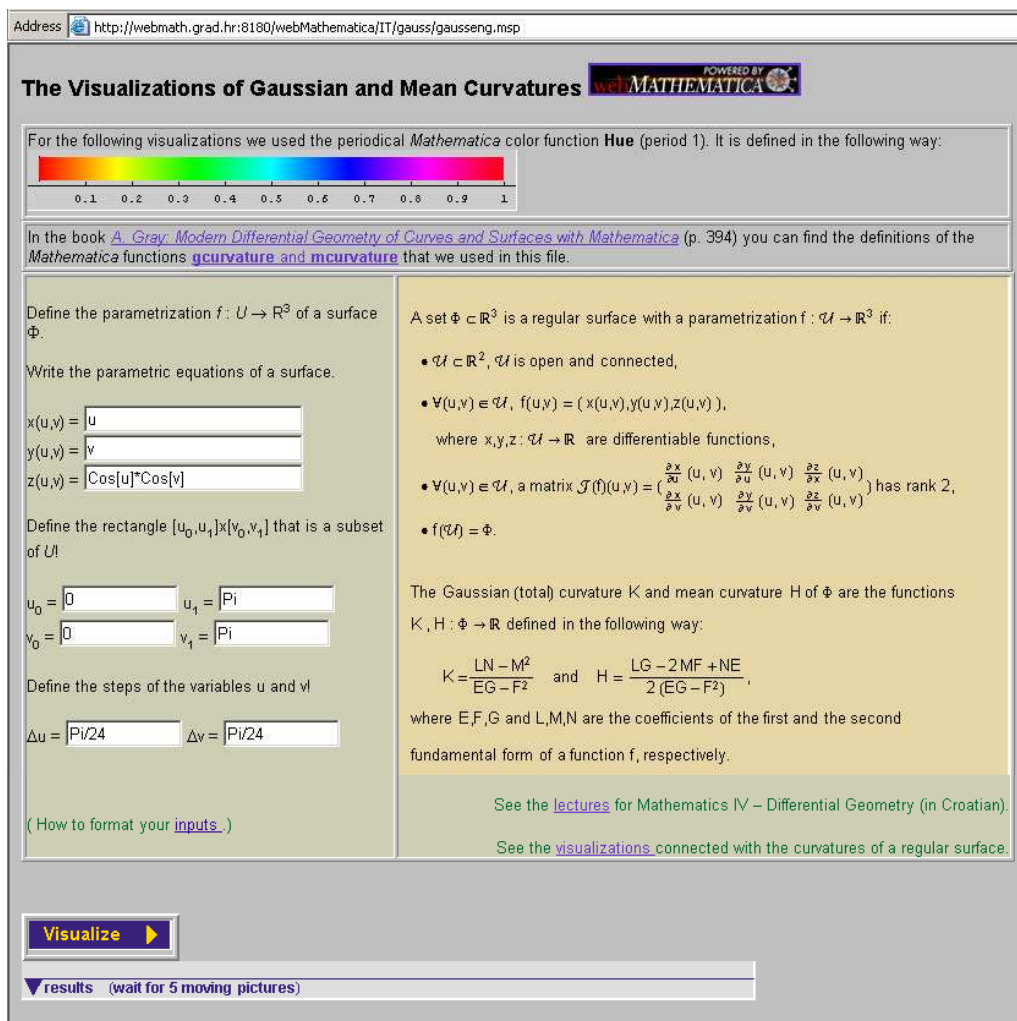 Address http://webmath.grad.hr:8180/webMathematica/IT/gauss/gausseng.msp
The Visualizations of Gaussian and Mean Curvatures POWERED BY webMATHEMATICA
For the following visualizations we used the periodical Mathematica color function Hue (period 1). It is defined in the following way:
0.1 0.2 0.3 0.4 0.5 0.6 0.7 0.8 0.9 1
In the book A. Gray: Modern Differential Geometry of Curves and Surfaces with Mathematica (p. 394) you can find the definitions of the
Mathematica functions gcurvature and mcurvature that we used in this file.
Define the parametrization f : U → R³ of a surface
Φ.
Write the parametric equations of a surface.
x(u,v) = u
y(u,v) = v
z(u,v) = Cos[u]*Cos[v]
Define the rectangle [u₀,u₁]x[v₀,v₁] that is a subset
of U!
u₀ = 0 u₁ = Pi
v₀ = 0 v₁ = Pi
Define the steps of the variables u and v!
Δu = Pi/24 Δv = Pi/24
( How to format your inputs .)
A set Φ ⊂ ℝ³ is a regular surface with a parametrization f : 𝒰 → ℝ³ if:
• 𝒰 ⊂ ℝ², 𝒰 is open and connected,
• ∀(u,v) ∈ 𝒰, f(u,v) = ( x(u,v),y(u,v),z(u,v) ),
where x,y,z : 𝒰 → ℝ are differentiable functions,
• ∀(u,v) ∈ 𝒰, a matrix 𝒥(f)(u,v) = (∂x/∂u (u, v) ∂y/∂u (u, v) ∂z/∂x (u, v)
∂x/∂v (u, v) ∂y/∂v (u, v) ∂z/∂v (u, v)) has rank 2,
• f(𝒰) = Φ.
The Gaussian (total) curvature K and mean curvature H of Φ are the functions
K , H : Φ → ℝ defined in the following way:
K = (LN − M²)/(EG − F²) and H = (LG − 2 MF + NE)/(2 (EG − F²)),
where E,F,G and L,M,N are the coefficients of the first and the second
fundamental form of a function f, respectively.
See the lectures for Mathematics IV – Differential Geometry (in Croatian).
See the visualizations connected with the curvatures of a regular surface.
Visualize
results (wait for 5 moving pictures)